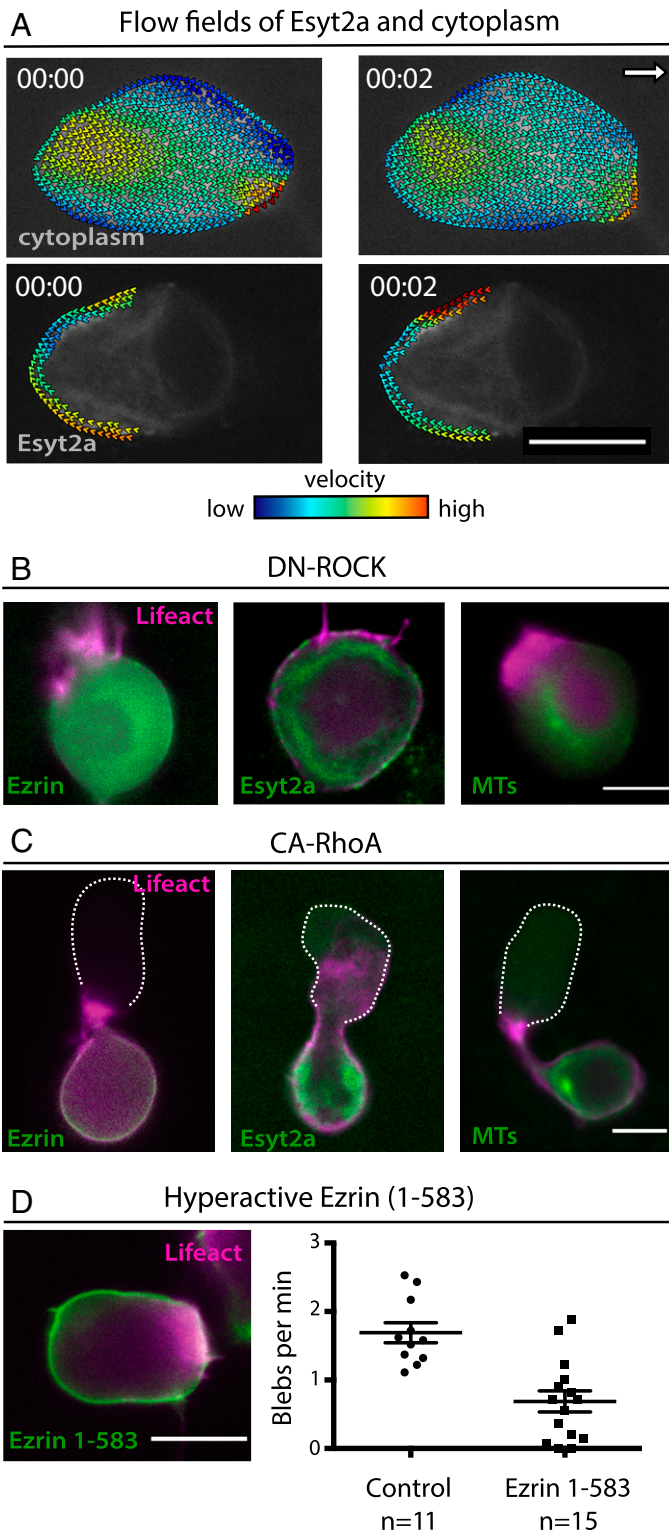 A Flow fields of Esyt2a and cytoplasm
00:00 00:02
cytoplasm
00:00 00:02
Esyt2a
velocity
low high
B DN-ROCK
Lifeact
Ezrin Esyt2a MTs
C CA-RhoA
Lifeact
Ezrin Esyt2a MTs
D Hyperactive Ezrin (1-583)
Lifeact
Ezrin 1-583
Blebs per min
3
2
1
0
Control Ezrin 1-583
n=11 n=15